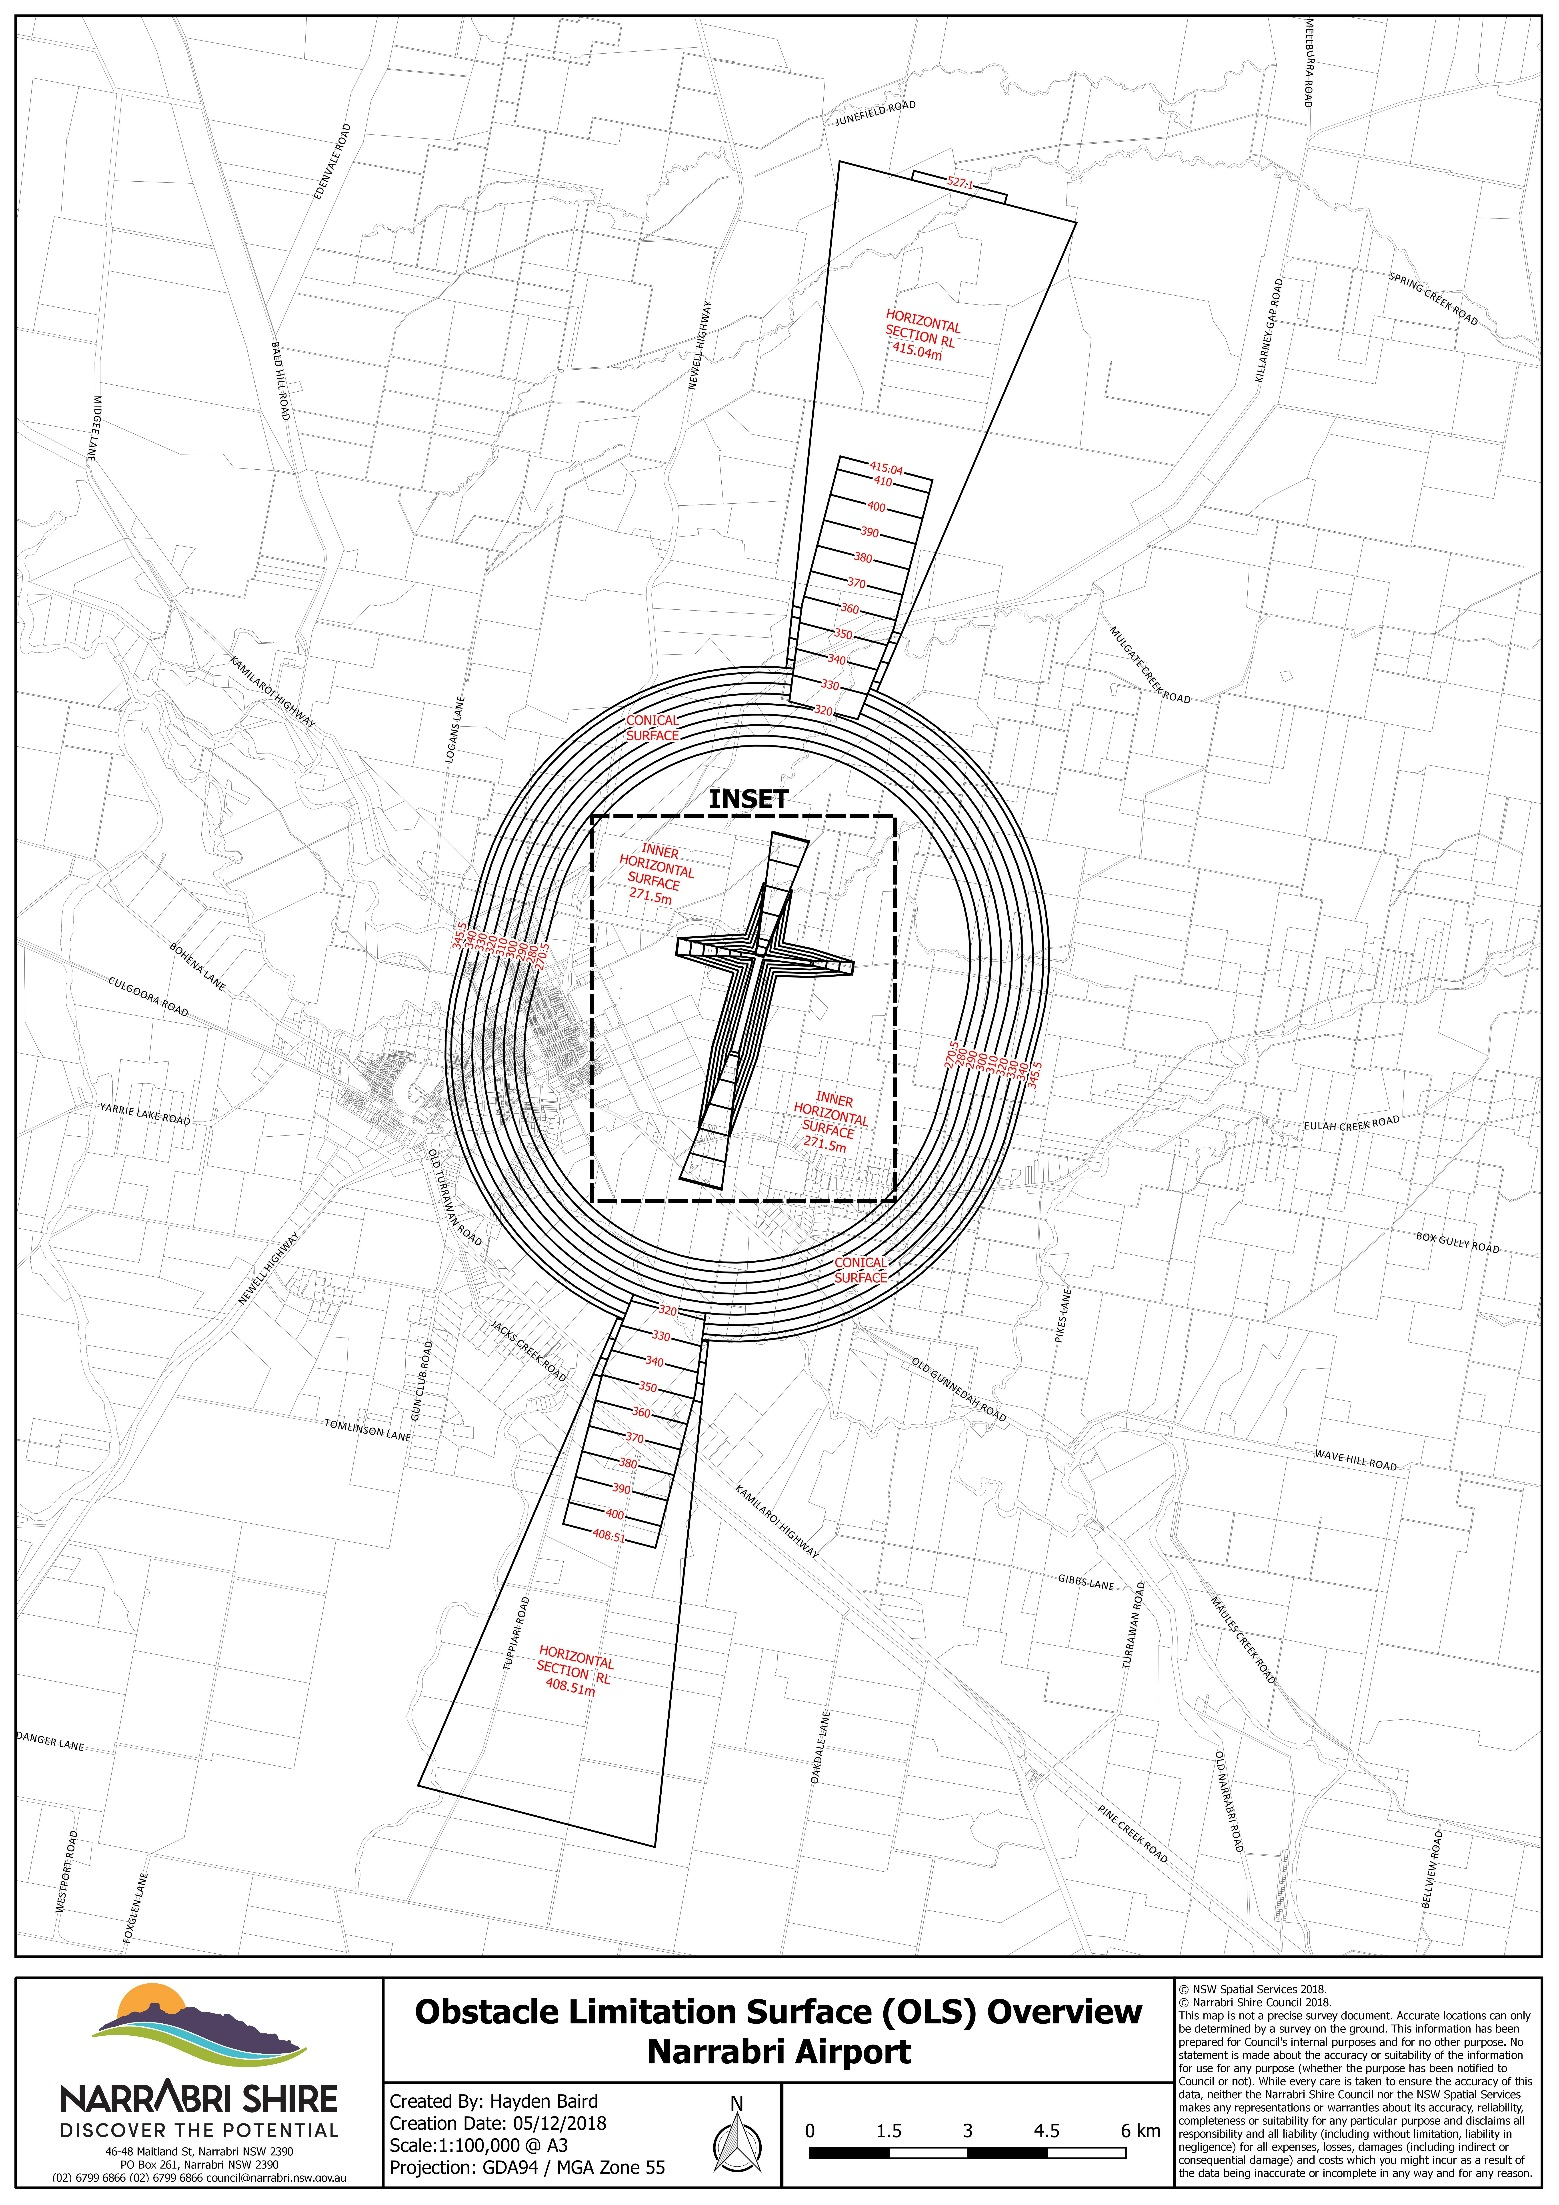 MELLBURRA ROAD
JUNEFIELD ROAD
EDENVALE ROAD
527.1
SPRING CREEK ROAD
KILLARNEY GAP ROAD
NEWELL HIGHWAY
HORIZONTAL
SECTION RL
415.04m
BALD HILL ROAD
MIDGEE LANE
415.04
410
400
390
380
370
360
350
340
330
320
MULGATE CREEK ROAD
KAMILAROI HIGHWAY
LOGANS LANE
CONICAL
SURFACE
INSET
INNER
HORIZONTAL
SURFACE
271.5m
345.5
340
330
320
310
300
290
280
270.5
BOHENA LANE
CULGOORA ROAD
270.5
280
290
300
310
320
330
340
345.5
YARRIE LAKE ROAD
INNER
HORIZONTAL
SURFACE
271.5m
EULAH CREEK ROAD
OLD TURRAWAN ROAD
BOX GULLY ROAD
NEWELL HIGHWAY
CONICAL
SURFACE
PIKES LANE
320
330
340
350
360
370
380
390
400
408.51
JACKS CREEK ROAD
GUN CLUB ROAD
TOMLINSON LANE
OLD GUNNEDAH ROAD
WAVE HILL ROAD
KAMILAROI HIGHWAY
GIBBS LANE
TURRAWAN ROAD
MAULES CREEK ROAD
TUPPIARI ROAD
HORIZONTAL
SECTION RL
408.51m
DANGER LANE
OAKDALE LANE
OLD NARRABRI ROAD
PINE CREEK ROAD
WESTPORT ROAD
FOXGLEN LANE
BELLVIEW ROAD
NARRABRI SHIRE
DISCOVER THE POTENTIAL
46-48 Maitland St, Narrabri NSW 2390
PO Box 261, Narrabri NSW 2390
(02) 6799 6866 (02) 6799 6866 council@narrabri.nsw.gov.au
Obstacle Limitation Surface (OLS) Overview
Narrabri Airport
Created By: Hayden Baird
Creation Date: 05/12/2018
Scale:1:100,000 @ A3
Projection: GDA94 / MGA Zone 55
N
0 1.5 3 4.5 6 km
© NSW Spatial Services 2018.
© Narrabri Shire Council 2018.
This map is not a precise survey document. Accurate locations can only
be determined by a survey on the ground. This information has been
prepared for Council's internal purposes and for no other purpose. No
statement is made about the accuracy or suitability of the information
for use for any purpose (whether the purpose has been notified to
Council or not). While every care is taken to ensure the accuracy of this
data, neither the Narrabri Shire Council nor the NSW Spatial Services
makes any representations or warranties about its accuracy, reliability,
completeness or suitability for any particular purpose and disclaims all
responsibility and all liability (including without limitation, liability in
negligence) for all expenses, losses, damages (including indirect or
consequential damage) and costs which you might incur as a result of
the data being inaccurate or incomplete in any way and for any reason.